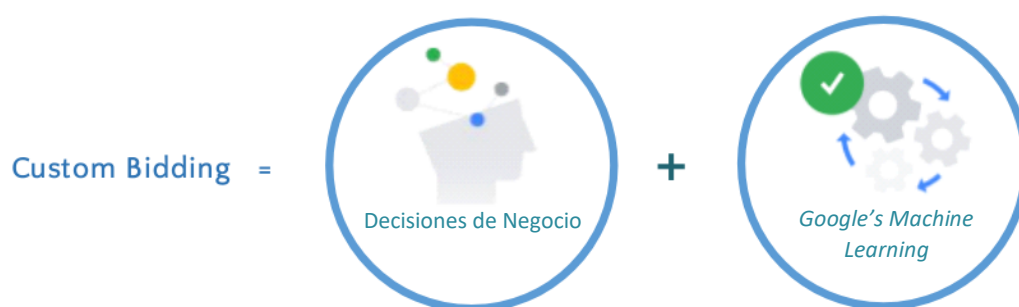 Custom Bidding =
Decisiones de Negocio
+
Google’s Machine
Learning